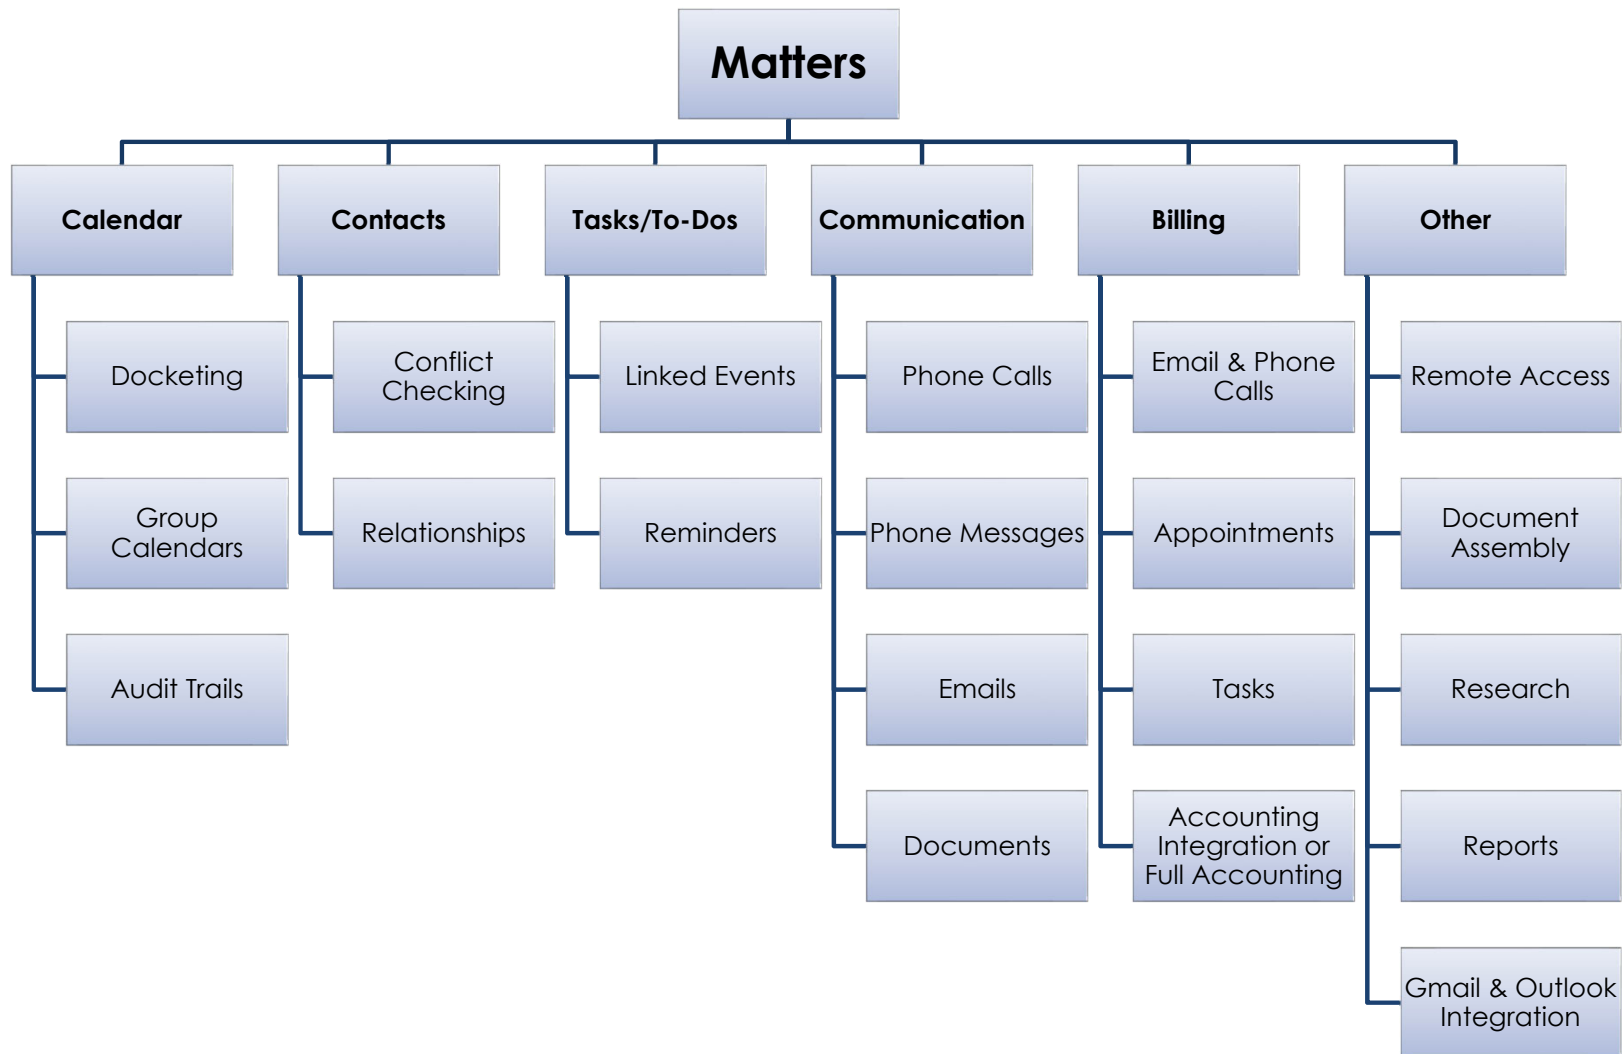 Matters
Calendar
Contacts
Tasks/To-Dos
Communication
Billing
Other
Docketing
Group
Calendars
Audit Trails
Conflict
Checking
Relationships
Linked Events
Reminders
Phone Calls
Phone Messages
Emails
Documents
Email & Phone
Calls
Appointments
Tasks
Accounting
Integration or
Full Accounting
Remote Access
Document
Assembly
Research
Reports
Gmail & Outlook
Integration